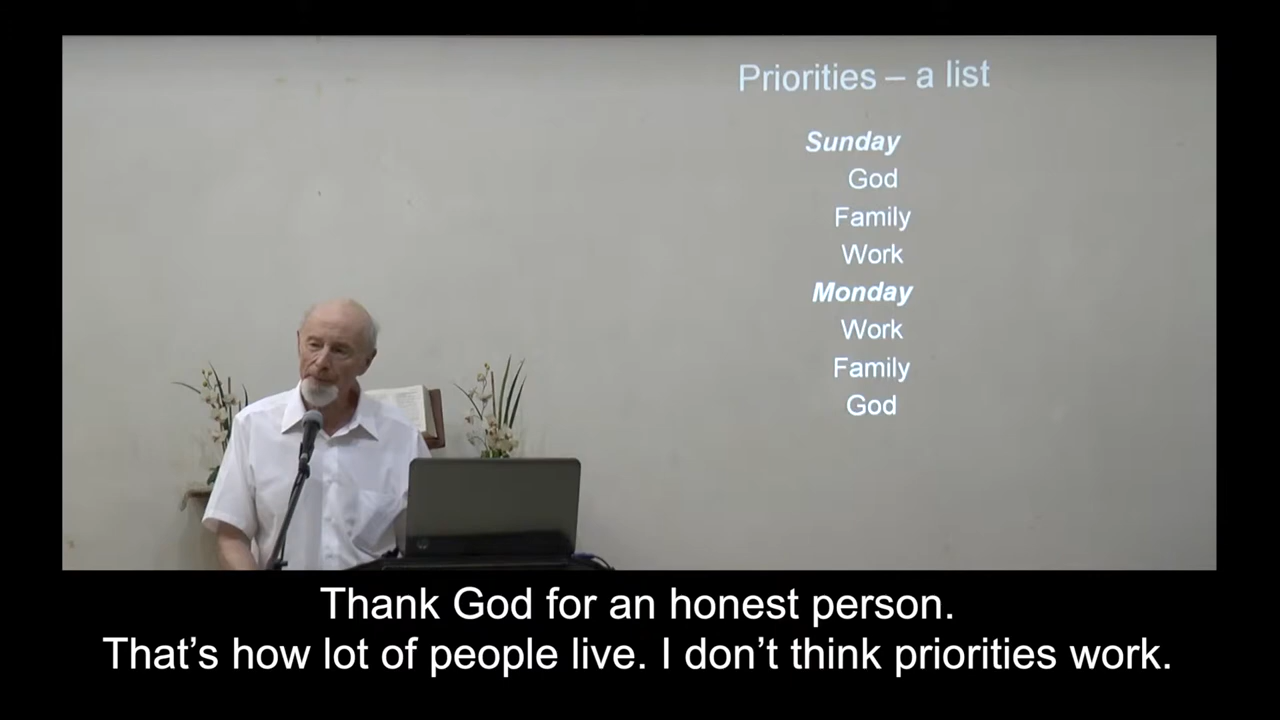 Priorities – a list
Sunday
God
Family
Work
Monday
Work
Family
God
Thank God for an honest person.
That's how lot of people live. I don't think priorities work.